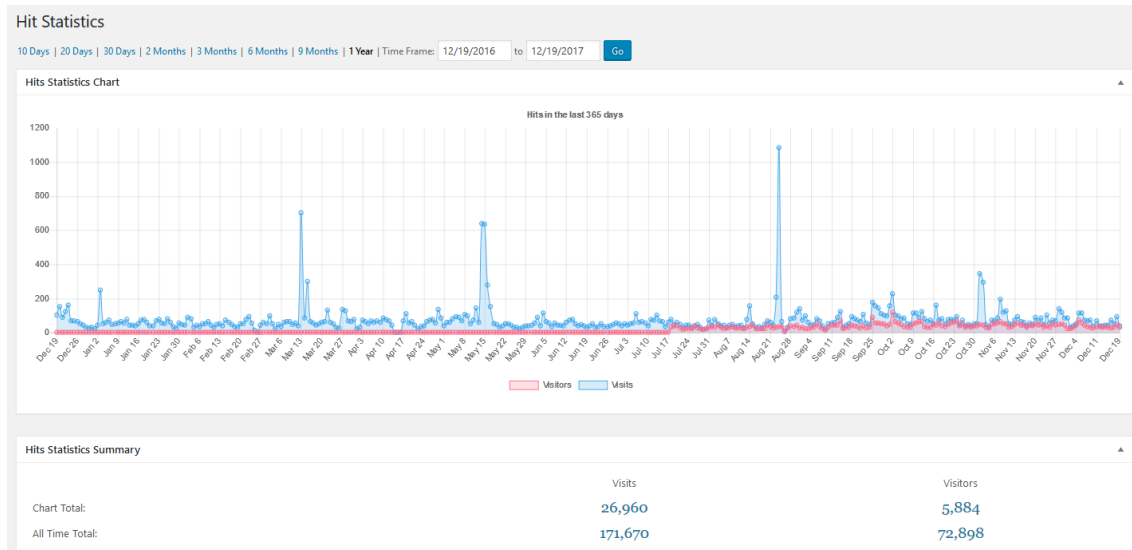 Hit Statistics
10 Days | 20 Days | 30 Days | 2 Months | 3 Months | 6 Months | 9 Months | 1 Year | Time Frame: 12/19/2016 to 12/19/2017 Go
Hits Statistics Chart
Hits in the last 365 days
1200
1000
800
600
400
200
0
Dec 19 Dec 26 Jan 2 Jan 9 Jan 16 Jan 23 Jan 30 Feb 6 Feb 13 Feb 20 Feb 27 Mar 6 Mar 13 Mar 20 Mar 27 Apr 3 Apr 10 Apr 17 Apr 24 May 1 May 8 May 15 May 22 May 29 Jun 5 Jun 12 Jun 19 Jun 26 Jul 3 Jul 10 Jul 17 Jul 24 Jul 31 Aug 7 Aug 14 Aug 21 Aug 28 Sep 4 Sep 11 Sep 18 Sep 25 Oct 2 Oct 9 Oct 16 Oct 23 Oct 30 Nov 6 Nov 13 Nov 20 Nov 27 Dec 4 Dec 11 Dec 19
Visitors Visits
Hits Statistics Summary
Visits Visitors
Chart Total: 26,960 5,884
All Time Total: 171,670 72,898